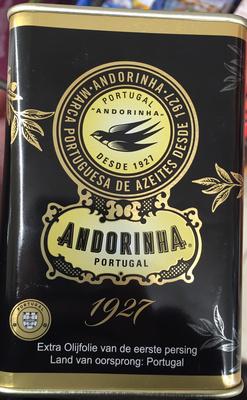 ANDORINHA · MARCA PORTUGUESA DE AZEITES DESDE 1927
PORTUGAL
"ANDORINHA"
DESDE 1927
ANDORINHA
PORTUGAL
1927
PORTUGAL
Extra Olijfolie van de eerste persing
Land van oorsprong: Portugal